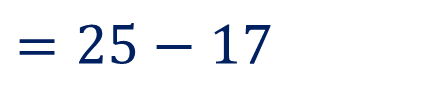 = 25 − 17